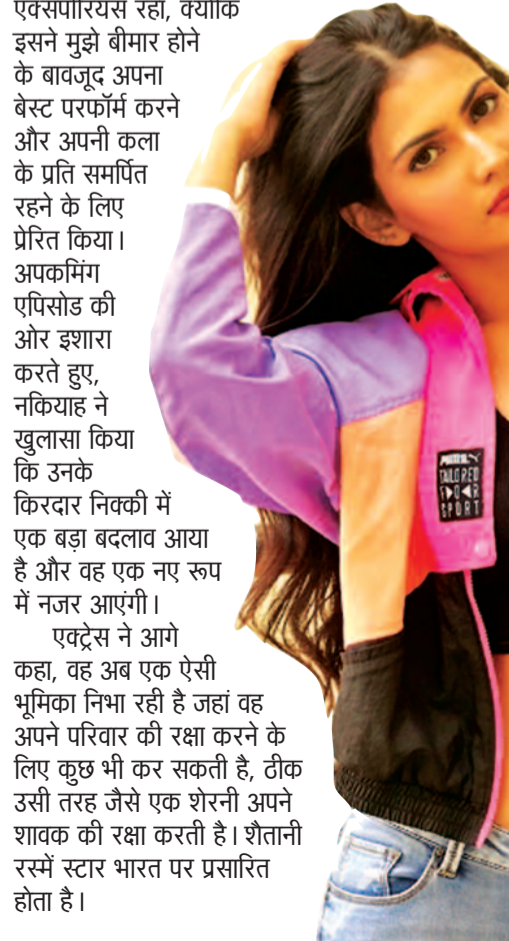 एक्सपीरियंस रहा, क्योंकि
इसने मुझे बीमार होने
के बावजूद अपना
बेस्ट परफॉर्म करने
और अपनी कला
के प्रति समर्पित
रहने के लिए
प्रेरित किया।
अपकमिंग
एपिसोड की
ओर इशारा
करते हुए,
नकियाह ने
खुलासा किया
कि उनके
किरदार निक्की में
एक बड़ा बदलाव आया
है और वह एक नए रूप
में नजर आएंगी।
एक्ट्रेस ने आगे
कहा, वह अब एक ऐसी
भूमिका निभा रही है जहां वह
अपने परिवार की रक्षा करने के
लिए कुछ भी कर सकती है, ठीक
उसी तरह जैसे एक शेरनी अपने
शावक की रक्षा करती है। शैतानी
रस्में स्टार भारत पर प्रसारित
होता है।
PUMA
TAILORED
FOR
SPORT